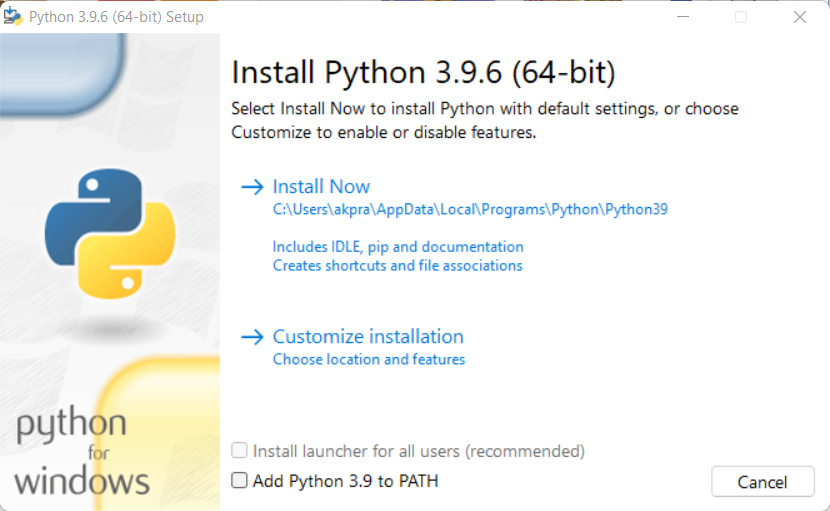 Python 3.9.6 (64-bit) Setup
Install Python 3.9.6 (64-bit)
Select Install Now to install Python with default settings, or choose
Customize to enable or disable features.
Install Now
C:\Users\akpra\AppData\Local\Programs\Python\Python39
Includes IDLE, pip and documentation
Creates shortcuts and file associations
Customize installation
Choose location and features
python
for
windows
Install launcher for all users (recommended)
Add Python 3.9 to PATH
Cancel